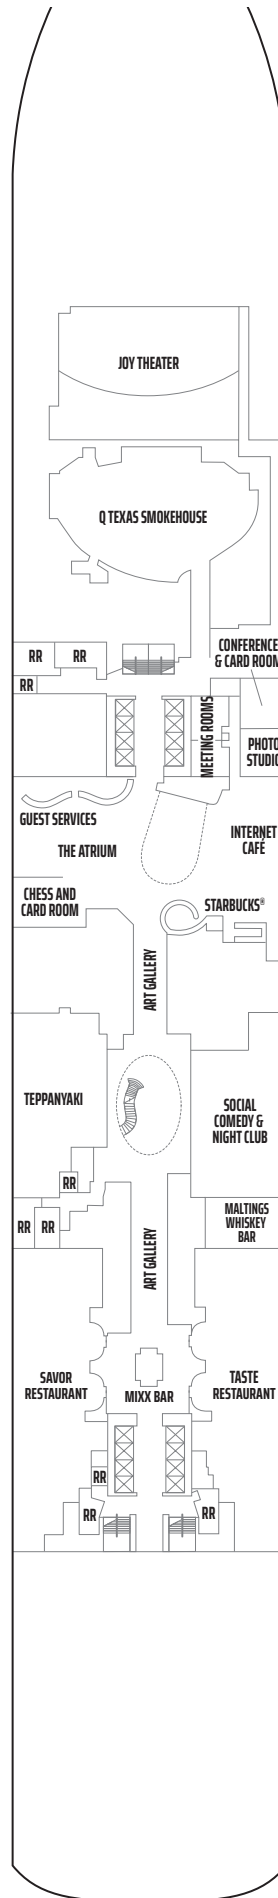 JOY THEATER
Q TEXAS SMOKEHOUSE
RR
RR
CONFERENCE
& CARD ROOM
RR
MEETING ROOMS
PHOTO
STUDIO
GUEST SERVICES
THE ATRIUM
INTERNET
CAFÉ
CHESS AND
CARD ROOM
STARBUCKS®
ART GALLERY
TEPPANYAKI
SOCIAL
COMEDY &
NIGHT CLUB
RR
RR
RR
MALTINGS
WHISKEY
BAR
ART GALLERY
SAVOR
RESTAURANT
MIXX BAR
TASTE
RESTAURANT
RR
RR
RR